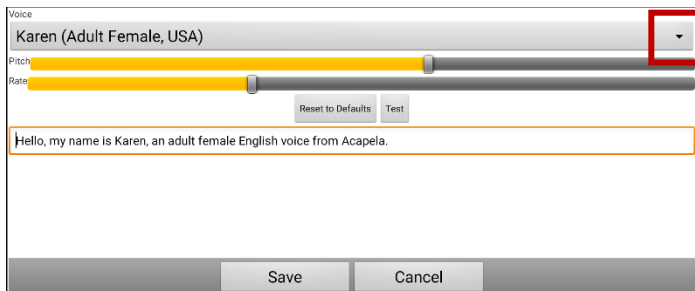 Voice
Karen (Adult Female, USA)
Pitch
Rate
Reset to Defaults Test
Hello, my name is Karen, an adult female English voice from Acapela.
Save Cancel